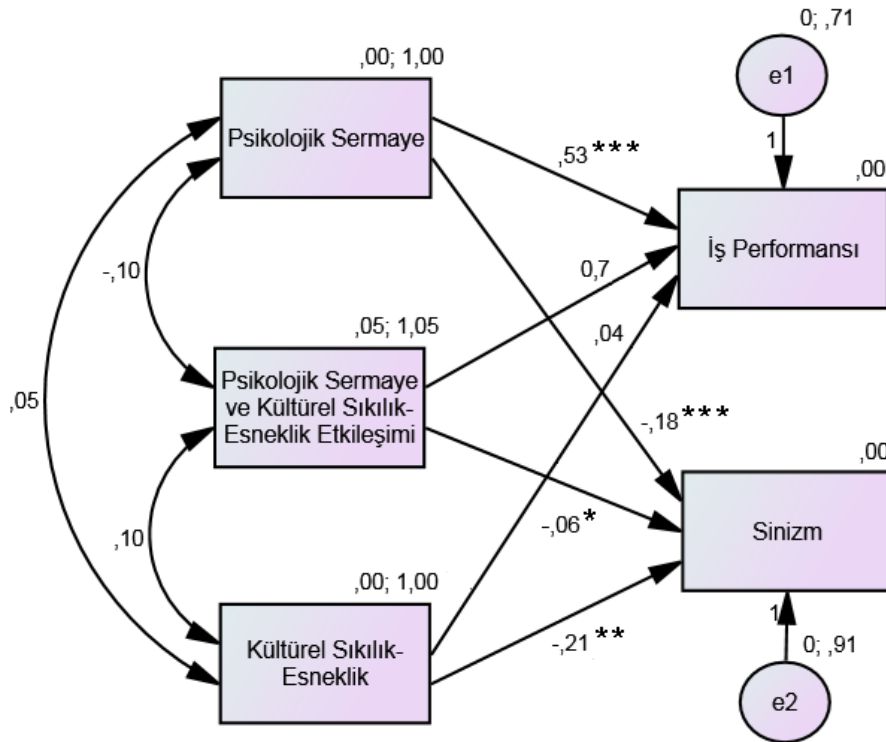 0; ,71
,00; 1,00
e1
Psikolojik Sermaye
,53***
1
,00
İş Performansı
-,10
0,7
,05; 1,05
,04
Psikolojik Sermaye
ve Kültürel Sıkılık-
Esneklik Etkileşimi
,05
-,18***
,00
-,06*
Sinizm
,10
,00; 1,00
Kültürel Sıkılık-
Esneklik
-,21**
1
0; ,91
e2